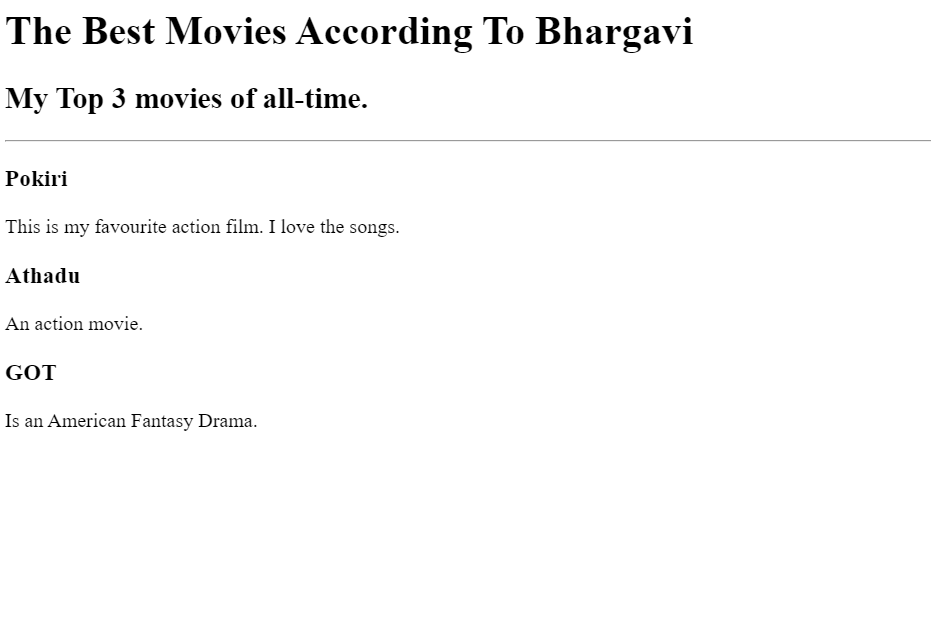 The Best Movies According To Bhargavi
My Top 3 movies of all-time.
Pokiri
This is my favourite action film. I love the songs.
Athadu
An action movie.
GOT
Is an American Fantasy Drama.